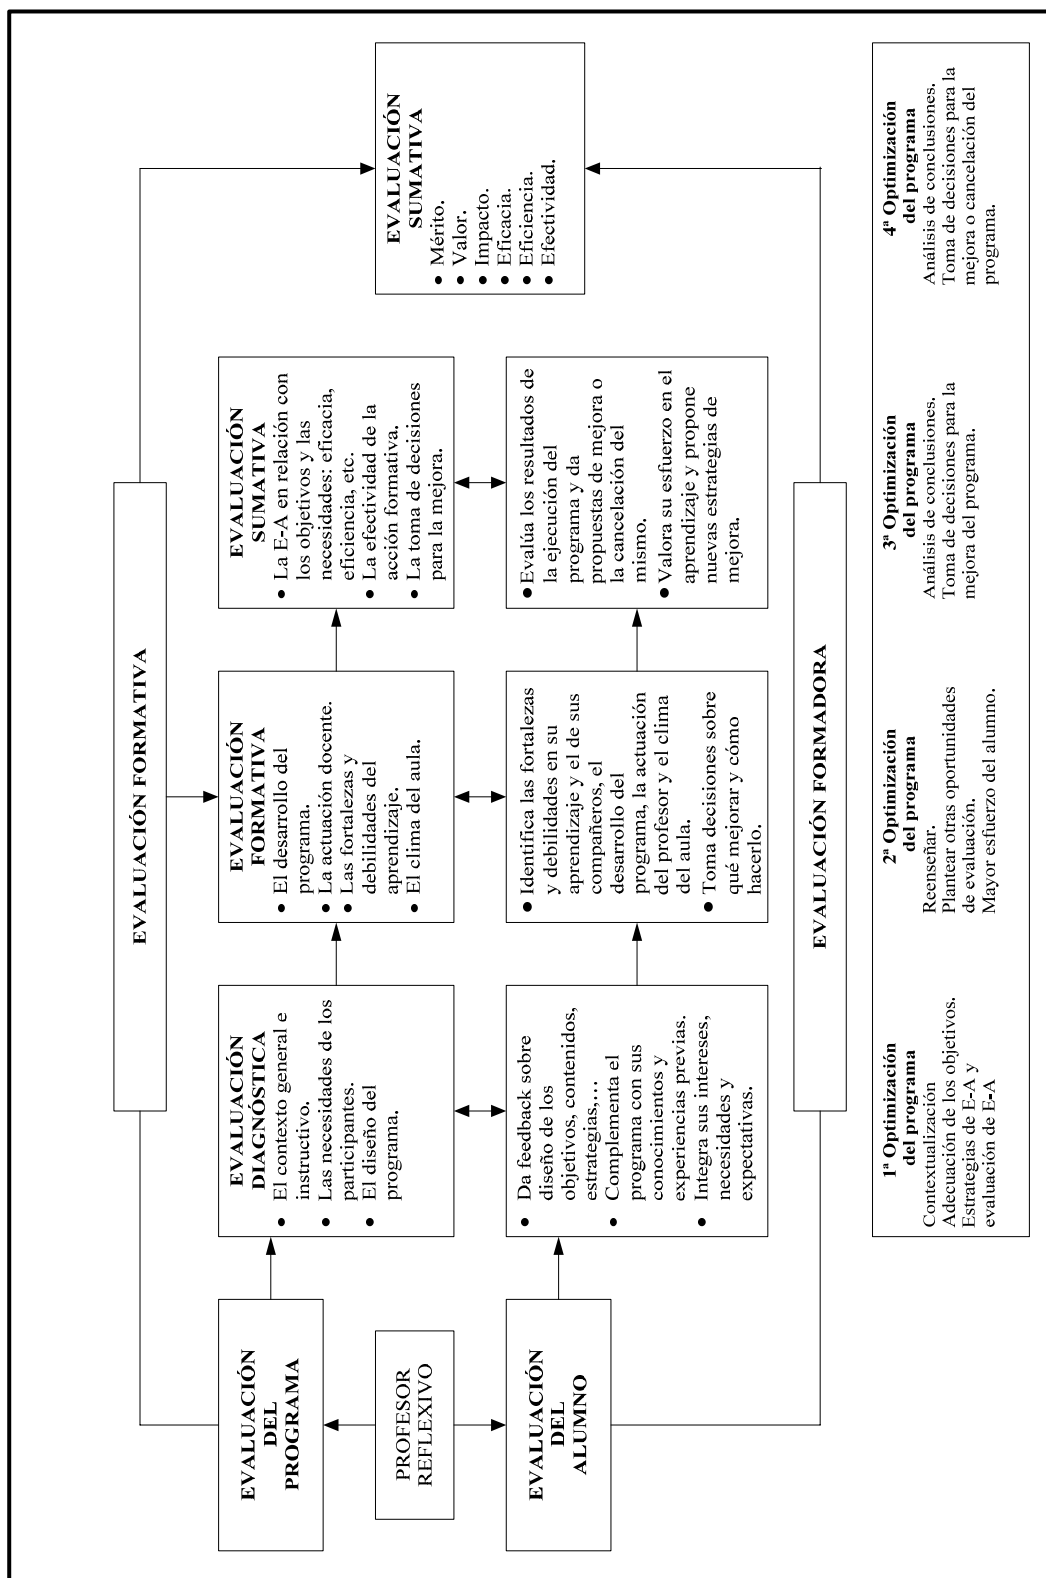 EVALUACIÓN FORMATIVA
EVALUACIÓN
DEL
PROGRAMA
PROFESOR
REFLEXIVO
EVALUACIÓN
DEL
ALUMNO
EVALUACIÓN
DIAGNÓSTICA
● El contexto general e
instructivo.
● Las necesidades de los
participantes.
● El diseño del
programa.
EVALUACIÓN
FORMATIVA
● El desarrollo del
programa.
● La actuación docente.
● Las fortalezas y
debilidades del
aprendizaje.
● El clima del aula.
EVALUACIÓN
SUMATIVA
● La E-A en relación con
los objetivos y las
necesidades: eficacia,
eficiencia, etc.
● La efectividad de la
acción formativa.
● La toma de decisiones
para la mejora.
EVALUACIÓN
SUMATIVA
● Mérito.
● Valor.
● Impacto.
● Eficacia.
● Eficiencia.
● Efectividad.
● Da feedback sobre
diseño de los
objetivos, contenidos,
estrategias,…
● Complementa el
programa con sus
conocimientos y
experiencias previas.
● Integra sus intereses,
necesidades y
expectativas.
● Identifica las fortalezas
y debilidades en su
aprendizaje y el de sus
compañeros, el
desarrollo del
programa, la actuación
del profesor y el clima
del aula.
● Toma decisiones sobre
qué mejorar y cómo
hacerlo.
● Evalúa los resultados de
la ejecución del
programa y da
propuestas de mejora o
la cancelación del
mismo.
● Valora su esfuerzo en el
aprendizaje y propone
nuevas estrategias de
mejora.
EVALUACIÓN FORMADORA
1ª Optimización
del programa
Contextualización
Adecuación de los objetivos.
Estrategias de E-A y
evaluación de E-A
2ª Optimización
del programa
Reenseñar.
Plantear otras oportunidades
de evaluación.
Mayor esfuerzo del alumno.
3ª Optimización
del programa
Análisis de conclusiones.
Toma de decisiones para la
mejora del programa.
4ª Optimización
del programa
Análisis de conclusiones.
Toma de decisiones para la
mejora o cancelación del
programa.